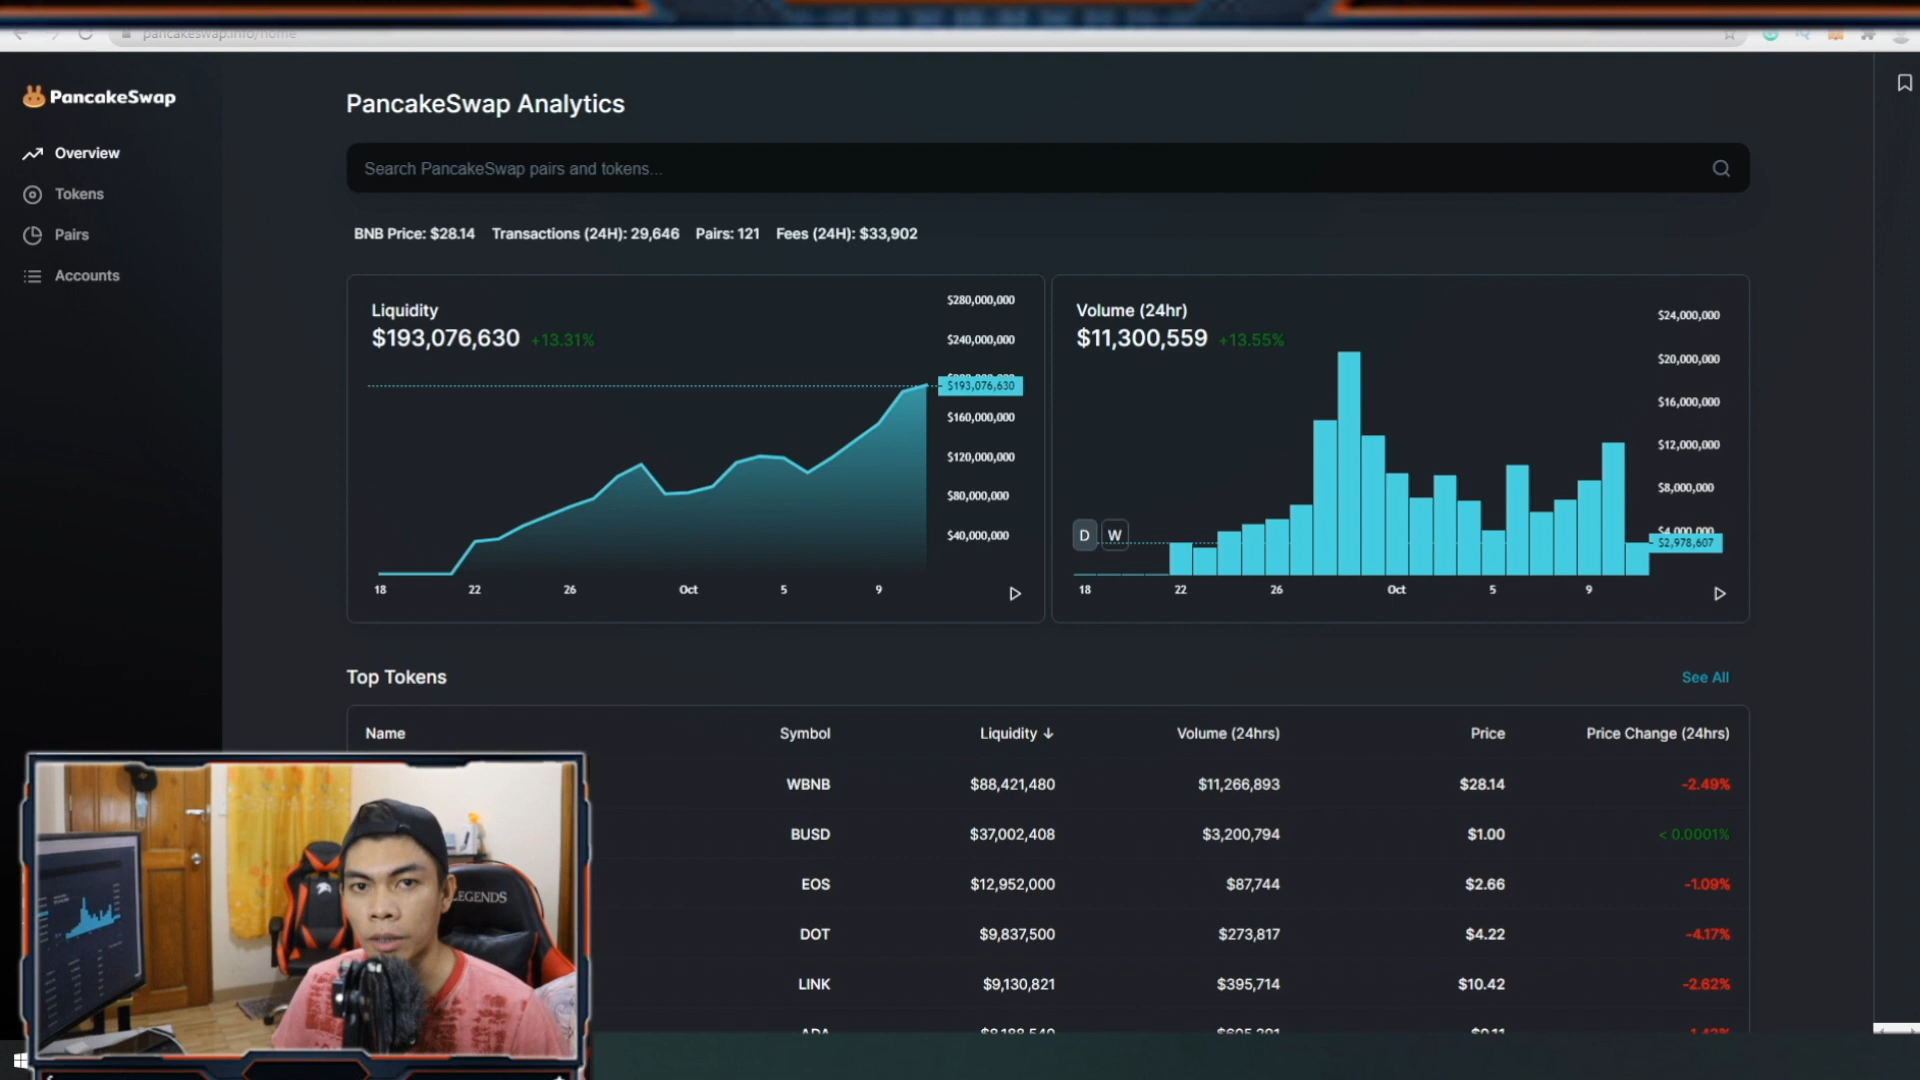 pancakeswap.info/home
PancakeSwap
Overview
Tokens
Pairs
Accounts
PancakeSwap Analytics
Search PancakeSwap pairs and tokens...
BNB Price: $28.14 Transactions (24H): 29,646 Pairs: 121 Fees (24H): $33,902
Liquidity
$193,076,630 +13.31%
$280,000,000
$240,000,000
$193,076,630
$160,000,000
$120,000,000
$80,000,000
$40,000,000
18 22 26 Oct 5 9
Volume (24hr)
$11,300,559 +13.55%
$24,000,000
$20,000,000
$16,000,000
$12,000,000
$8,000,000
$4,000,000
$2,978,607
D W
18 22 26 Oct 5 9
Top Tokens
See All
Name Symbol Liquidity ↓ Volume (24hrs) Price Price Change (24hrs)
WBNB $88,421,480 $11,266,893 $28.14 -2.49%
BUSD $37,002,408 $3,200,794 $1.00 < 0.0001%
EOS $12,952,000 $87,744 $2.66 -1.09%
DOT $9,837,500 $273,817 $4.22 -4.17%
LINK $9,130,821 $395,714 $10.42 -2.62%
ADA
LEGENDS